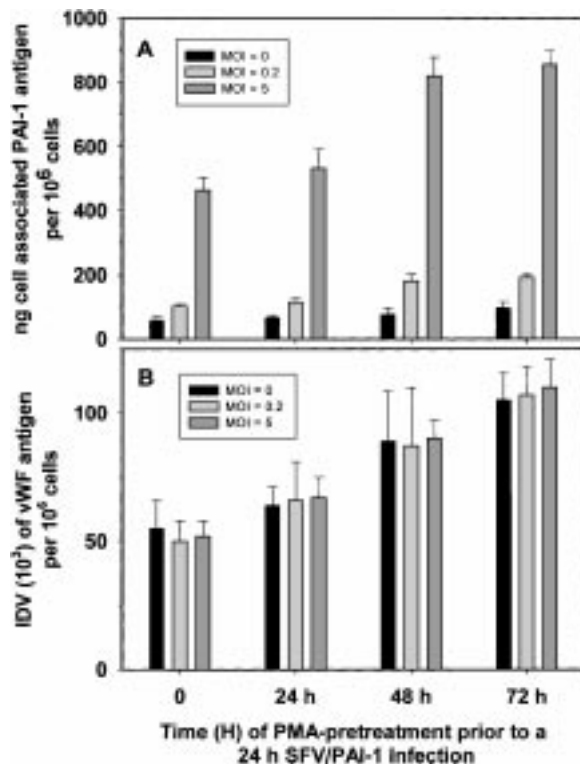 1000
A
MOI = 0
MOI = 0.2
MOI = 5
800
600
400
200
0
ng cell associated PAI-1 antigen
per 10⁶ cells
B
MOI = 0
MOI = 0.2
MOI = 5
100
50
0
IDV (10³) of vWF antigen
per 10⁶ cells
0 24 h 48 h 72 h
Time (H) of PMA-pretreatment prior to a
24 h SFV/PAI-1 Infection